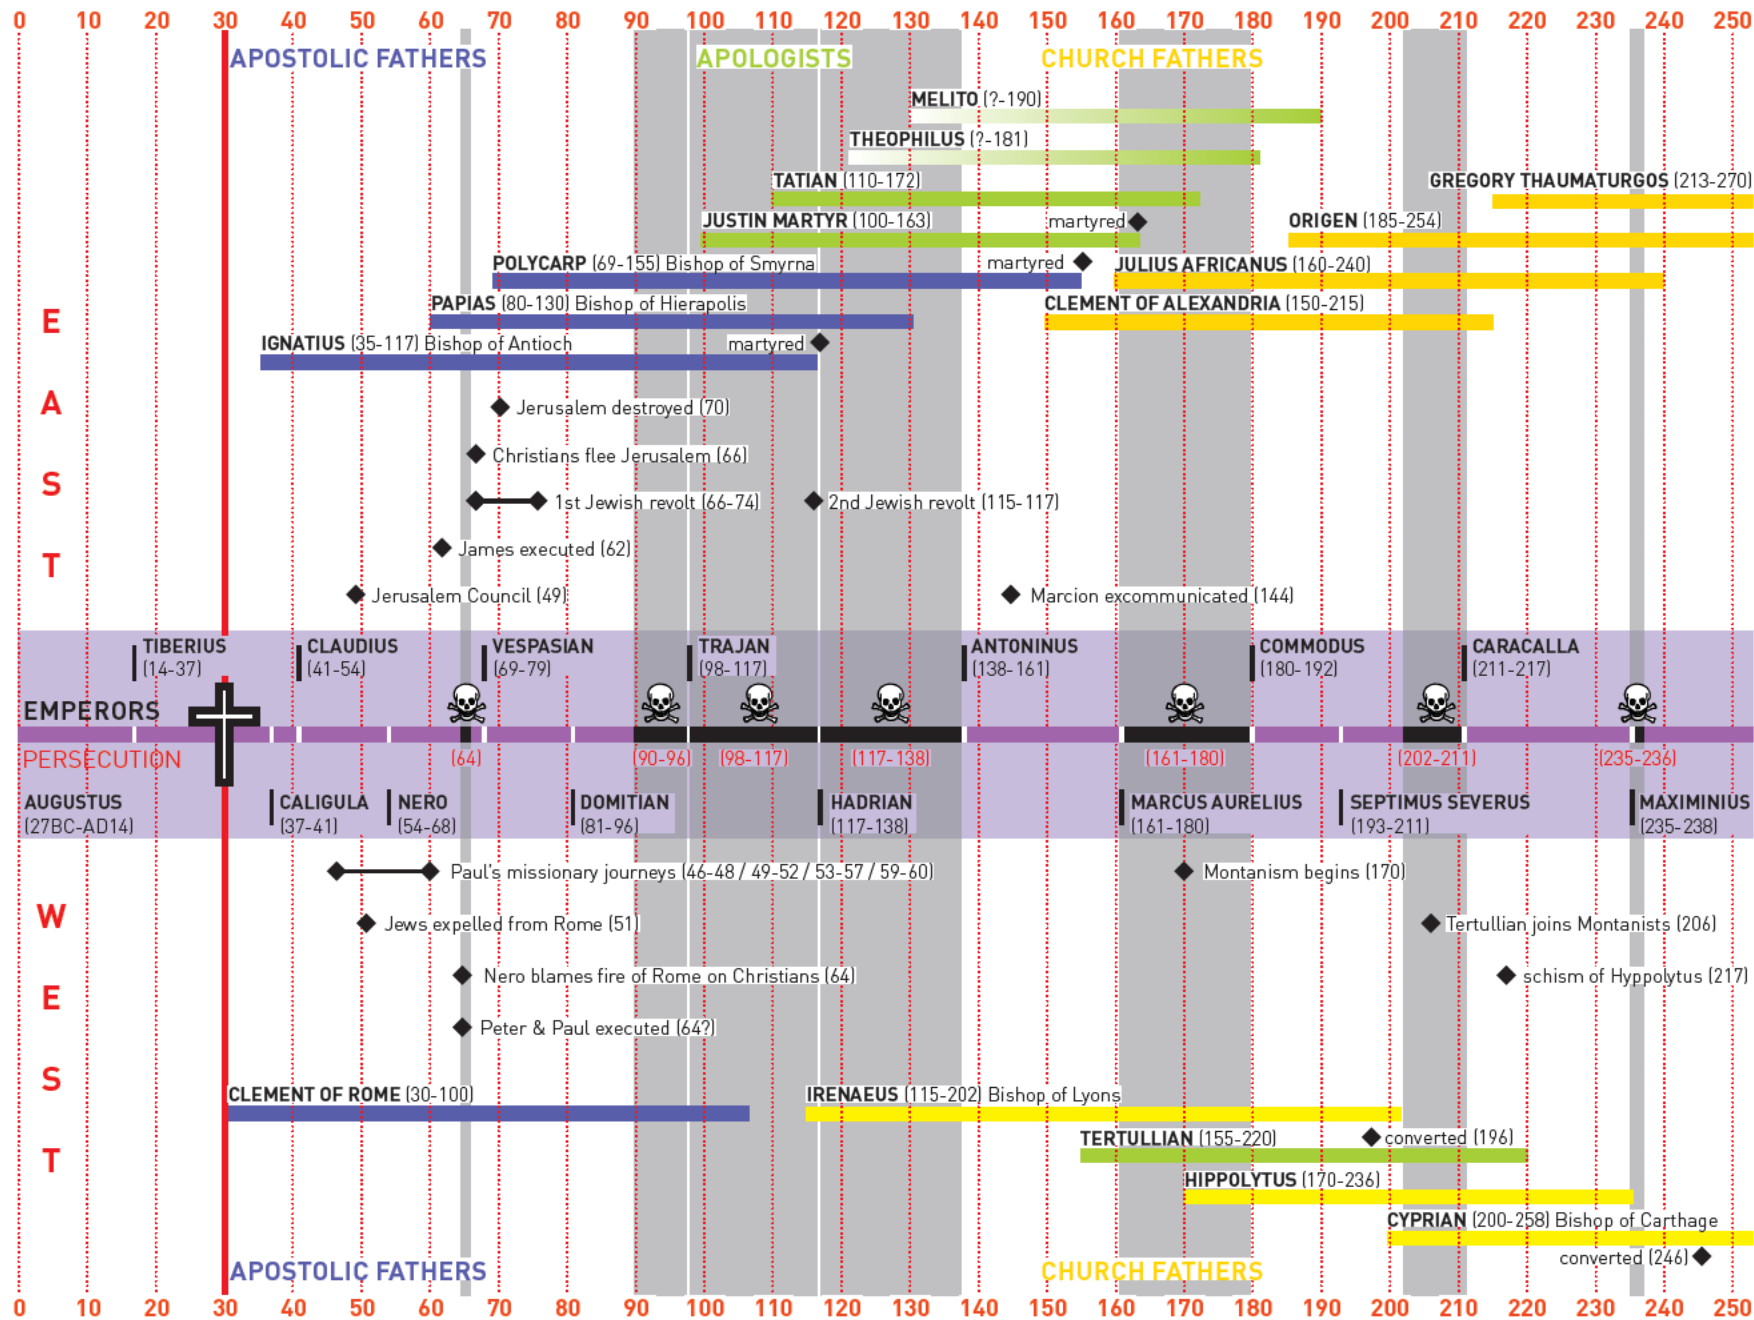 0 10 20 30 40 50 60 70 80 90 100 110 120 130 140 150 160 170 180 190 200 210 220 230 240 250
APOSTOLIC FATHERS
APOLOGISTS
CHURCH FATHERS
MELITO (?-190)
THEOPHILUS (?-181)
TATIAN (110-172)
GREGORY THAUMATURGOS (213-270)
JUSTIN MARTYR (100-163)
martyred
ORIGEN (185-254)
POLYCARP (69-155) Bishop of Smyrna
martyred
JULIUS AFRICANUS (160-240)
PAPIAS (80-130) Bishop of Hierapolis
CLEMENT OF ALEXANDRIA (150-215)
IGNATIUS (35-117) Bishop of Antioch
martyred
EAST
Jerusalem destroyed (70)
Christians flee Jerusalem (66)
1st Jewish revolt (66-74)
2nd Jewish revolt (115-117)
James executed (62)
Jerusalem Council (49)
Marcion excommunicated (144)
TIBERIUS
(14-37)
CLAUDIUS
(41-54)
VESPASIAN
(69-79)
TRAJAN
(98-117)
ANTONINUS
(138-161)
COMMODUS
(180-192)
CARACALLA
(211-217)
EMPERORS
PERSECUTION
(64)
(90-96)
(98-117)
(117-138)
(161-180)
(202-211)
(235-236)
AUGUSTUS
(27BC-AD14)
CALIGULA
(37-41)
NERO
(54-68)
DOMITIAN
(81-96)
HADRIAN
(117-138)
MARCUS AURELIUS
(161-180)
SEPTIMUS SEVERUS
(193-211)
MAXIMINIUS
(235-238)
WEST
Paul's missionary journeys (46-48 / 49-52 / 53-57 / 59-60)
Montanism begins (170)
Jews expelled from Rome (51)
Tertullian joins Montanists (206)
Nero blames fire of Rome on Christians (64)
schism of Hyppolytus (217)
Peter & Paul executed (64?)
CLEMENT OF ROME (30-100)
IRENAEUS (115-202) Bishop of Lyons
TERTULLIAN (155-220)
converted (196)
HIPPOLYTUS (170-236)
CYPRIAN (200-258) Bishop of Carthage
converted (246)
APOSTOLIC FATHERS
CHURCH FATHERS
0 10 20 30 40 50 60 70 80 90 100 110 120 130 140 150 160 170 180 190 200 210 220 230 240 250